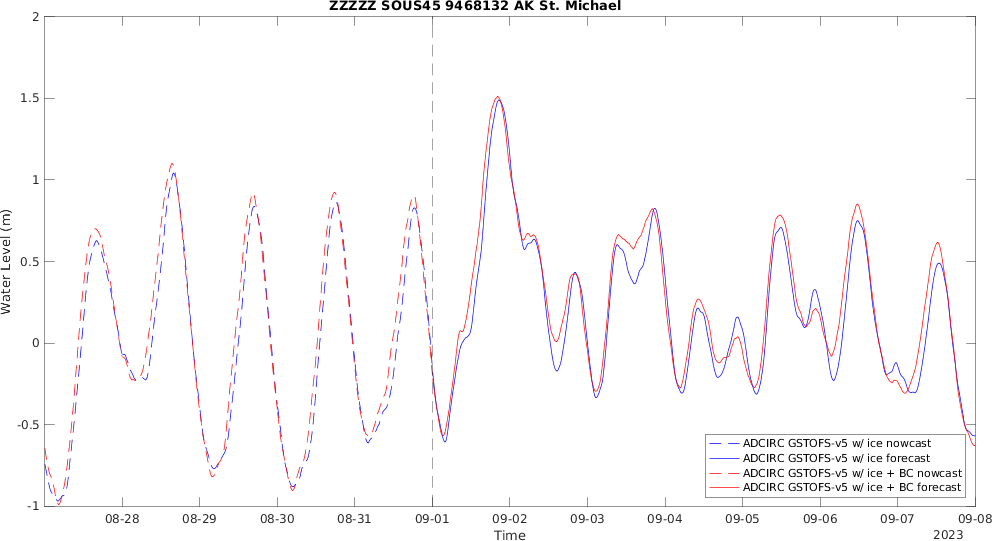 ZZZZZ SOUS45 9468132 AK St. Michael
2
1.5
1
0.5
0
-0.5
-1
Water Level (m)
08-28 08-29 08-30 08-31 09-01 09-02 09-03 09-04 09-05 09-06 09-07 09-08
Time
2023
ADCIRC GSTOFS-v5 w/ ice nowcast
ADCIRC GSTOFS-v5 w/ ice forecast
ADCIRC GSTOFS-v5 w/ ice + BC nowcast
ADCIRC GSTOFS-v5 w/ ice + BC forecast